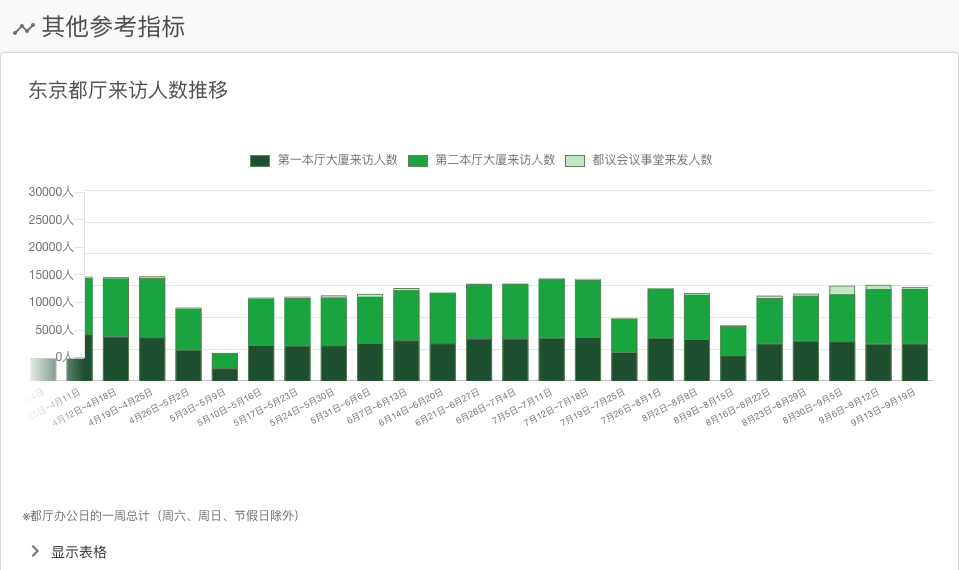 其他参考指标
东京都厅来访人数推移
第一本厅大厦来访人数 第二本厅大厦来访人数 都议会议事堂来发人数
30000人
25000人
20000人
15000人
10000人
5000人
0人
4月12日~4月18日
4月19日~4月25日
4月26日~5月2日
5月3日~5月9日
5月10日~5月16日
5月17日~5月23日
5月24日~5月30日
5月31日~6月6日
6月7日~6月13日
6月14日~6月20日
6月21日~6月27日
6月28日~7月4日
7月5日~7月11日
7月12日~7月18日
7月19日~7月25日
7月26日~8月1日
8月2日~8月8日
8月9日~8月15日
8月16日~8月22日
8月23日~8月29日
8月30日~9月5日
9月6日~9月12日
9月13日~9月19日
※都厅办公日的一周总计（周六、周日、节假日除外）
显示表格